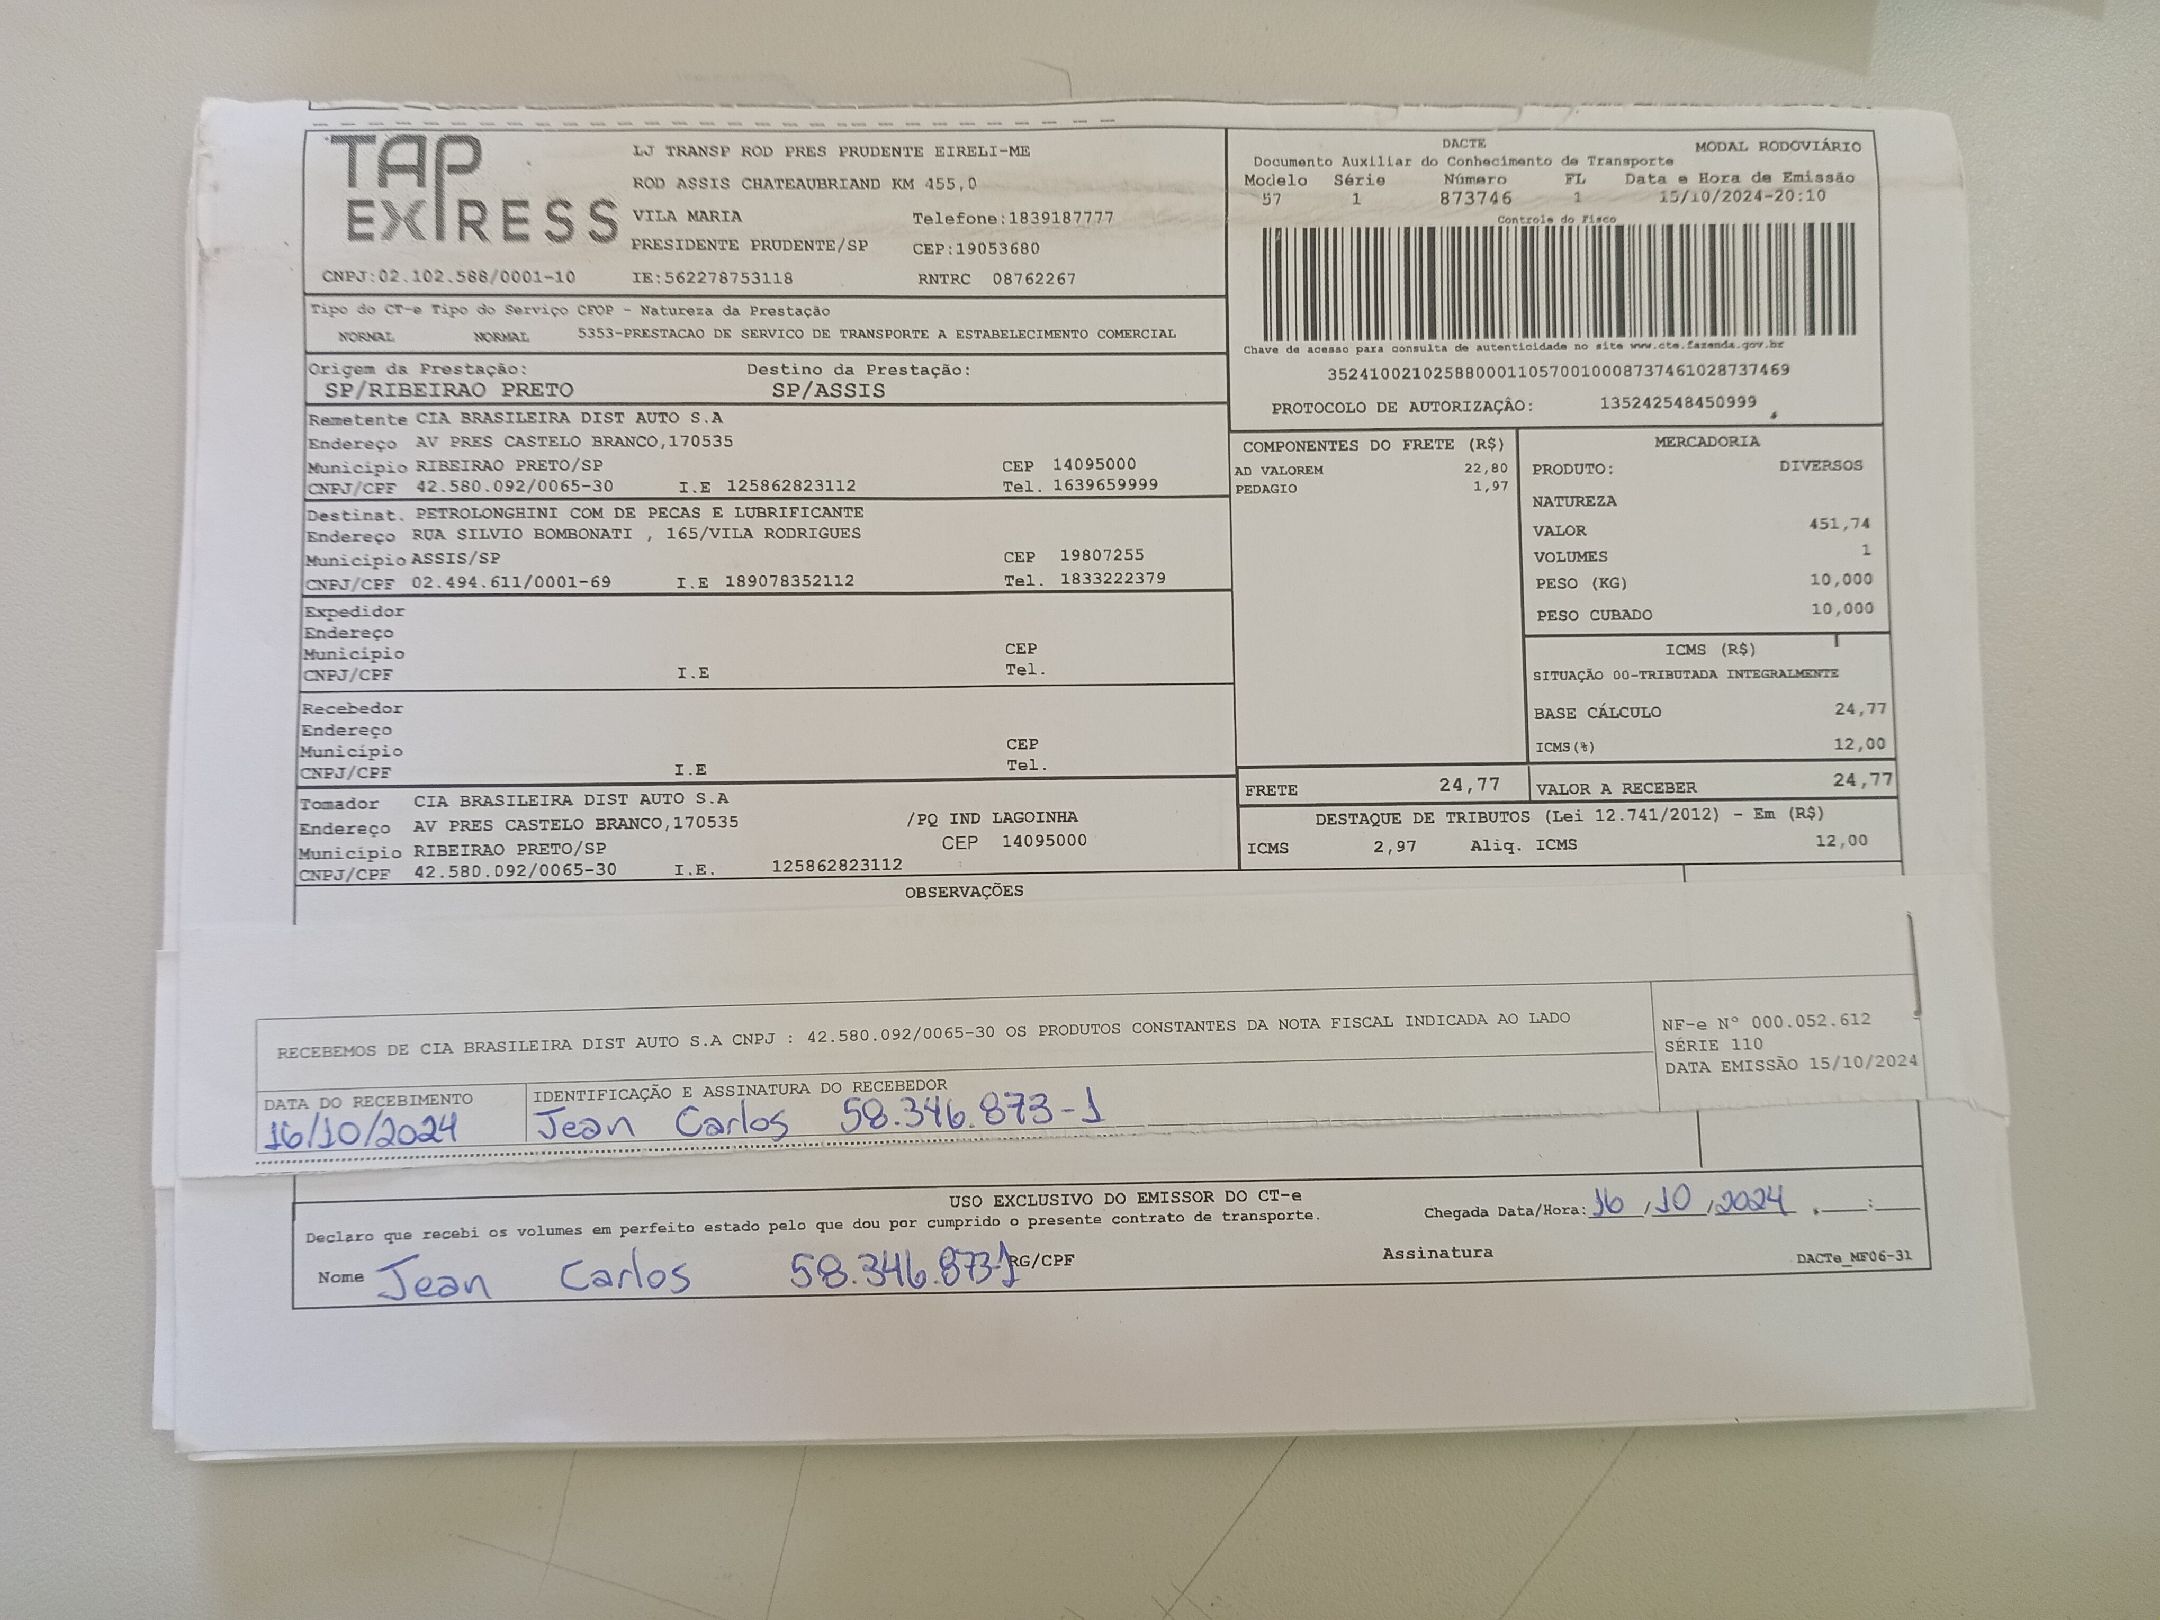 TAP EXPRESS
LJ TRANSP ROD PRES PRUDENTE EIRELI-ME
ROD ASSIS CHATEAUBRIAND KM 455,0
VILA MARIA Telefone:1839187777
PRESIDENTE PRUDENTE/SP CEP:19053680
CNPJ:02.102.588/0001-10 IE:562278753118 RNTRC 08762267
DACTE MODAL RODOVIÁRIO
Documento Auxiliar do Conhecimento de Transporte
Modelo Série Número FL Data e Hora de Emissão
57 1 873746 1 15/10/2024-20:10
Controle do Fisco
Chave de acesso para consulta de autenticidade no site www.cte.fazenda.gov.br
35241002102588000110570010008737461028737469
PROTOCOLO DE AUTORIZAÇÂO: 135242548450999
Tipo do CT-e Tipo do Serviço CFOP - Natureza da Prestação
NORMAL NORMAL 5353-PRESTACAO DE SERVICO DE TRANSPORTE A ESTABELECIMENTO COMERCIAL
Origem da Prestação: Destino da Prestação:
SP/RIBEIRAO PRETO SP/ASSIS
Remetente CIA BRASILEIRA DIST AUTO S.A
Endereço AV PRES CASTELO BRANCO,170535
Município RIBEIRAO PRETO/SP CEP 14095000
CNPJ/CPF 42.580.092/0065-30 I.E 125862823112 Tel. 1639659999
Destinat. PETROLONGHINI COM DE PECAS E LUBRIFICANTE
Endereço RUA SILVIO BOMBONATI , 165/VILA RODRIGUES
Município ASSIS/SP CEP 19807255
CNPJ/CPF 02.494.611/0001-69 I.E 189078352112 Tel. 1833222379
Expedidor
Endereço
Município CEP
CNPJ/CPF I.E Tel.
Recebedor
Endereço
Município CEP
CNPJ/CPF I.E Tel.
Tomador CIA BRASILEIRA DIST AUTO S.A
Endereço AV PRES CASTELO BRANCO,170535 /PQ IND LAGOINHA
Município RIBEIRAO PRETO/SP CEP 14095000
CNPJ/CPF 42.580.092/0065-30 I.E. 125862823112
COMPONENTES DO FRETE (R$)
AD VALOREM 22,80
PEDAGIO 1,97
MERCADORIA
PRODUTO: DIVERSOS
NATUREZA
VALOR 451,74
VOLUMES 1
PESO (KG) 10,000
PESO CUBADO 10,000
ICMS (R$)
SITUAÇÃO 00-TRIBUTADA INTEGRALMENTE
BASE CÁLCULO 24,77
ICMS(%) 12,00
FRETE 24,77 VALOR A RECEBER 24,77
DESTAQUE DE TRIBUTOS (Lei 12.741/2012) - Em (R$)
ICMS 2,97 Aliq. ICMS 12,00
OBSERVAÇÕES
RECEBEMOS DE CIA BRASILEIRA DIST AUTO S.A CNPJ : 42.580.092/0065-30 OS PRODUTOS CONSTANTES DA NOTA FISCAL INDICADA AO LADO
NF-e N° 000.052.612
SÉRIE 110
DATA EMISSÃO 15/10/2024
DATA DO RECEBIMENTO IDENTIFICAÇÃO E ASSINATURA DO RECEBEDOR
16/10/2024 Jean Carlos 58.346.873-1
USO EXCLUSIVO DO EMISSOR DO CT-e
Declaro que recebi os volumes em perfeito estado pelo que dou por cumprido o presente contrato de transporte.
Chegada Data/Hora: 16/10/2024 , __:__
Nome Jean Carlos 58.346.873-1 RG/CPF Assinatura DACTe_MF06-31